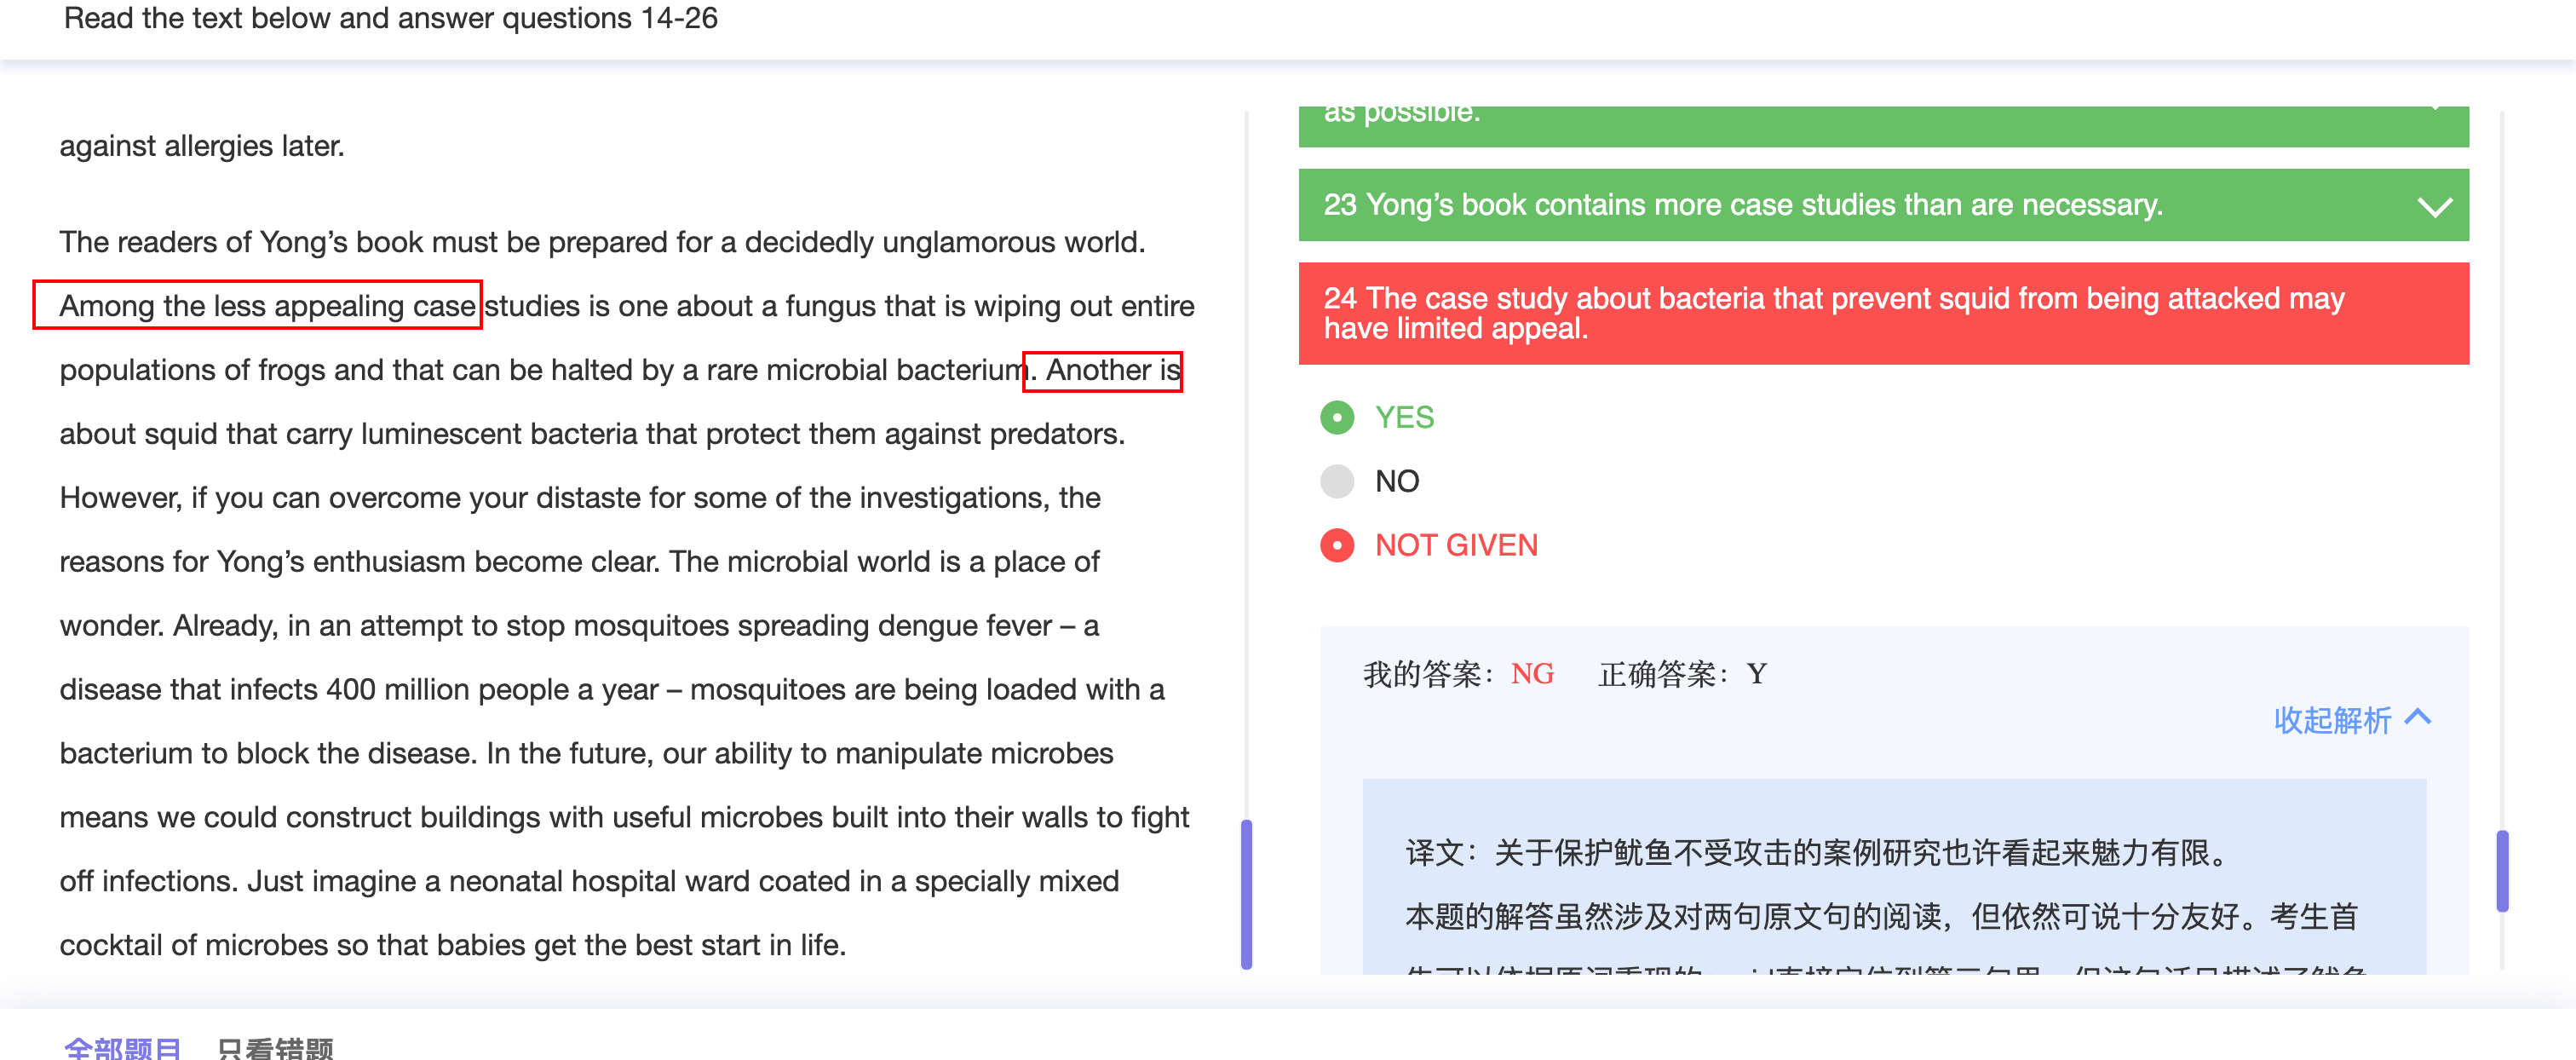 Read the text below and answer questions 14-26
against allergies later.
The readers of Yong's book must be prepared for a decidedly unglamorous world.
Among the less appealing case studies is one about a fungus that is wiping out entire
populations of frogs and that can be halted by a rare microbial bacterium. Another is
about squid that carry luminescent bacteria that protect them against predators.
However, if you can overcome your distaste for some of the investigations, the
reasons for Yong's enthusiasm become clear. The microbial world is a place of
wonder. Already, in an attempt to stop mosquitoes spreading dengue fever – a
disease that infects 400 million people a year – mosquitoes are being loaded with a
bacterium to block the disease. In the future, our ability to manipulate microbes
means we could construct buildings with useful microbes built into their walls to fight
off infections. Just imagine a neonatal hospital ward coated in a specially mixed
cocktail of microbes so that babies get the best start in life.
as possible.
23 Yong's book contains more case studies than are necessary.
24 The case study about bacteria that prevent squid from being attacked may
have limited appeal.
YES
NO
NOT GIVEN
我的答案：NG 正确答案：Y
收起解析
译文：关于保护鱿鱼不受攻击的案例研究也许看起来魅力有限。
本题的解答虽然涉及对两句原文句的阅读，但依然可说十分友好。考生首
全部题目 只看错题